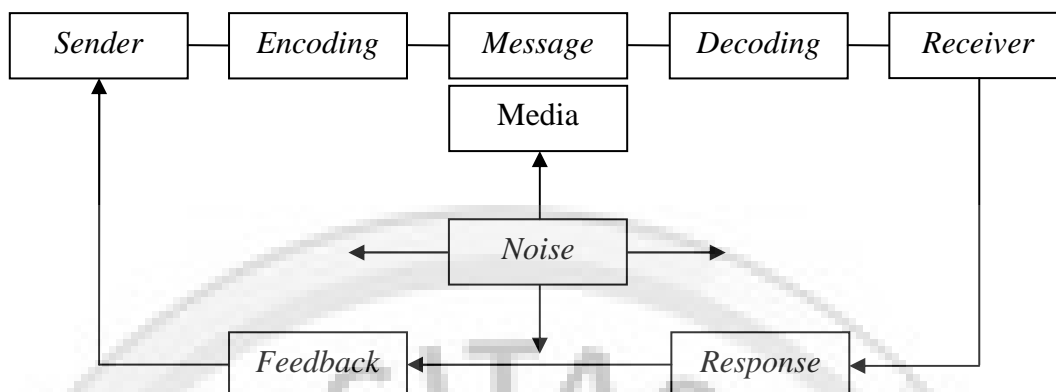 Sender Encoding Message Decoding Receiver
Media
Noise
Feedback Response